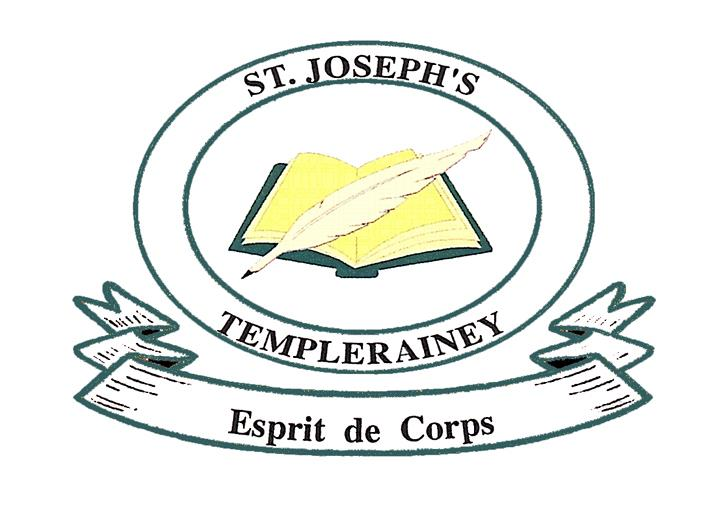 ST. JOSEPH'S
TEMPLERAINEY
Esprit de Corps